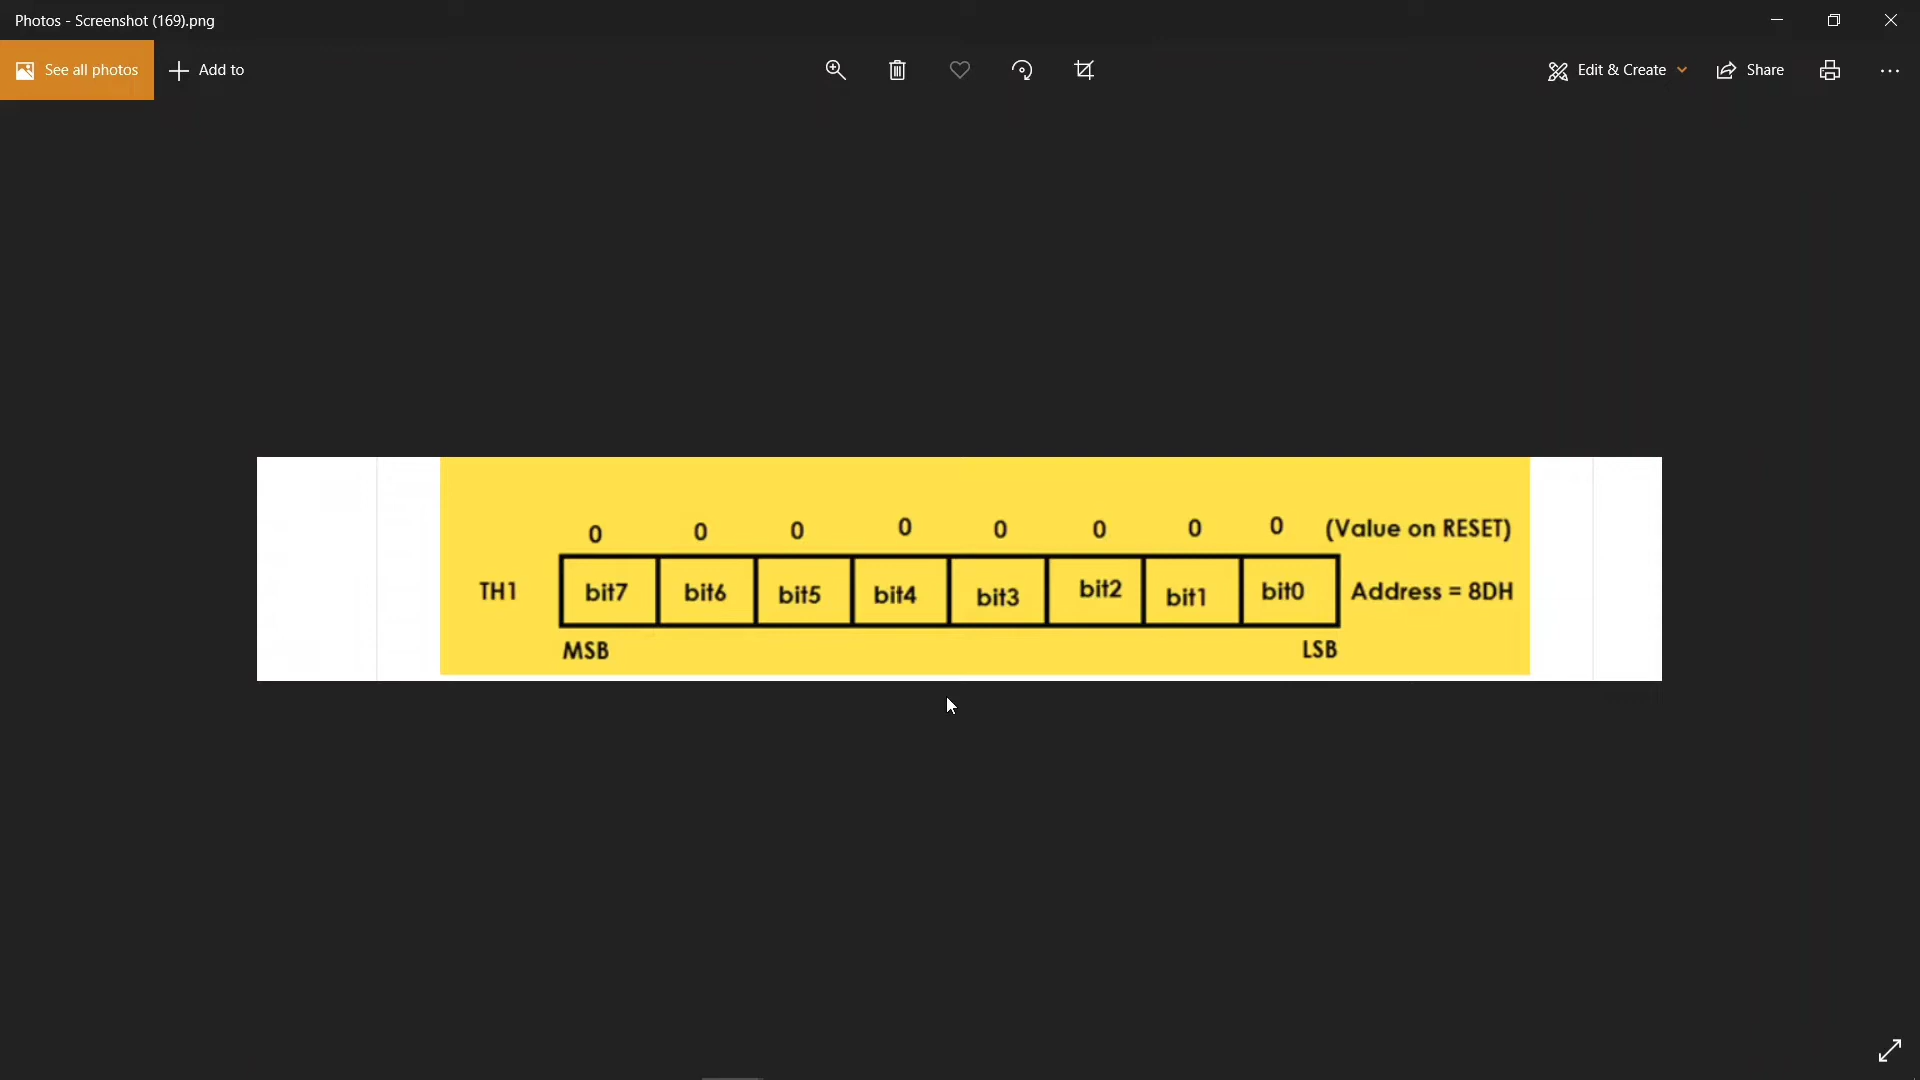 Photos - Screenshot (169).png
See all photos
Add to
Edit & Create
Share
0 0 0 0 0 0 0 0 (Value on RESET)
TH1 bit7 bit6 bit5 bit4 bit3 bit2 bit1 bit0 Address = 8DH
MSB LSB